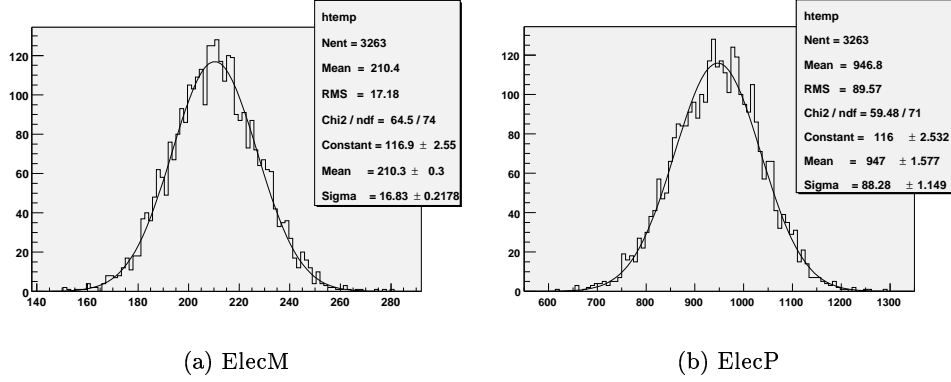 htemp
Nent = 3263
Mean = 210.4
RMS = 17.18
Chi2 / ndf = 64.5 / 74
Constant = 116.9 ± 2.55
Mean = 210.3 ± 0.3
Sigma = 16.83 ± 0.2178
120
100
80
60
40
20
0
140 160 180 200 220 240 260 280
(a) ElecM
htemp
Nent = 3263
Mean = 946.8
RMS = 89.57
Chi2 / ndf = 59.48 / 71
Constant = 116 ± 2.532
Mean = 947 ± 1.577
Sigma = 88.28 ± 1.149
120
100
80
60
40
20
0
600 700 800 900 1000 1100 1200 1300
(b) ElecP